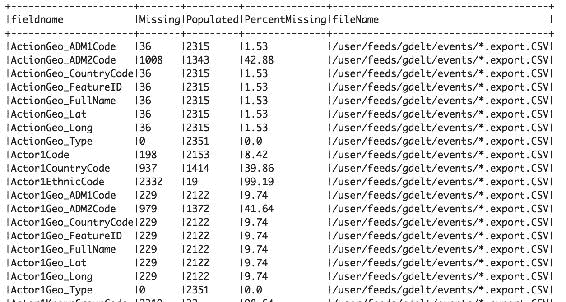 +------------------+-------+---------+--------------+--------------------------------+
|fieldname |Missing|Populated|PercentMissing|fileName |
+------------------+-------+---------+--------------+--------------------------------+
|ActionGeo_ADM1Code |36 |2315 |1.53 |/user/feeds/gdelt/events/*.export.CSV|
|ActionGeo_ADM2Code |1008 |1343 |42.88 |/user/feeds/gdelt/events/*.export.CSV|
|ActionGeo_CountryCode|36 |2315 |1.53 |/user/feeds/gdelt/events/*.export.CSV|
|ActionGeo_FeatureID |36 |2315 |1.53 |/user/feeds/gdelt/events/*.export.CSV|
|ActionGeo_FullName |36 |2315 |1.53 |/user/feeds/gdelt/events/*.export.CSV|
|ActionGeo_Lat |36 |2315 |1.53 |/user/feeds/gdelt/events/*.export.CSV|
|ActionGeo_Long |36 |2315 |1.53 |/user/feeds/gdelt/events/*.export.CSV|
|ActionGeo_Type |0 |2351 |0.0 |/user/feeds/gdelt/events/*.export.CSV|
|Actor1Code |198 |2153 |8.42 |/user/feeds/gdelt/events/*.export.CSV|
|Actor1CountryCode |937 |1414 |39.86 |/user/feeds/gdelt/events/*.export.CSV|
|Actor1EthnicCode |2332 |19 |99.19 |/user/feeds/gdelt/events/*.export.CSV|
|Actor1Geo_ADM1Code |229 |2122 |9.74 |/user/feeds/gdelt/events/*.export.CSV|
|Actor1Geo_ADM2Code |979 |1372 |41.64 |/user/feeds/gdelt/events/*.export.CSV|
|Actor1Geo_CountryCode|229 |2122 |9.74 |/user/feeds/gdelt/events/*.export.CSV|
|Actor1Geo_FeatureID |229 |2122 |9.74 |/user/feeds/gdelt/events/*.export.CSV|
|Actor1Geo_FullName |229 |2122 |9.74 |/user/feeds/gdelt/events/*.export.CSV|
|Actor1Geo_Lat |229 |2122 |9.74 |/user/feeds/gdelt/events/*.export.CSV|
|Actor1Geo_Long |229 |2122 |9.74 |/user/feeds/gdelt/events/*.export.CSV|
|Actor1Geo_Type |0 |2351 |0.0 |/user/feeds/gdelt/events/*.export.CSV|